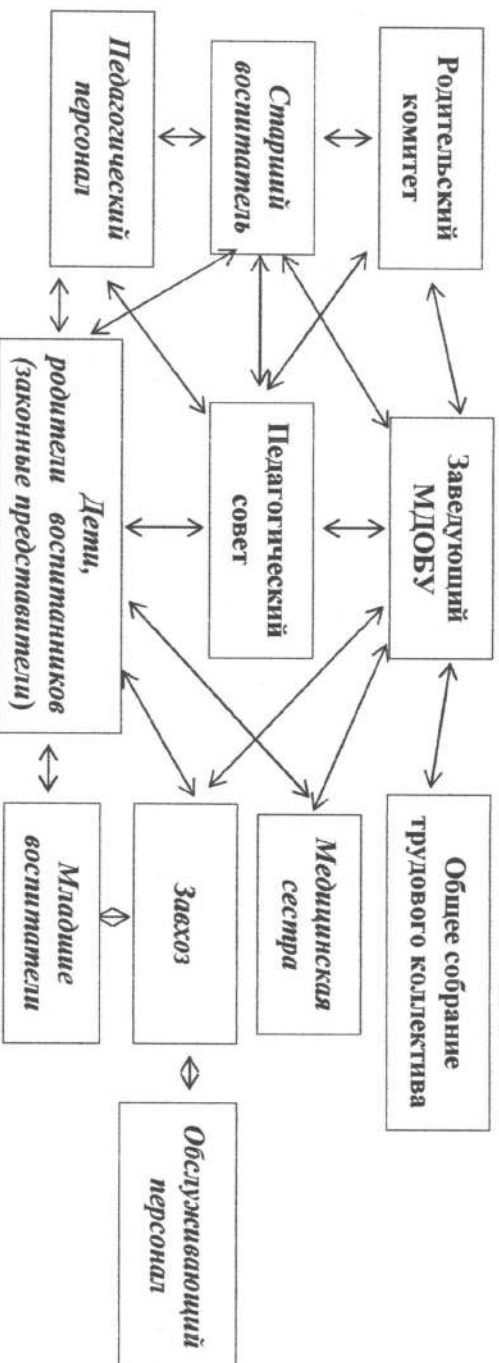 Родительский
комитет
Заведующий
МДОБУ
Общее собрание
трудового коллектива
Старший
воспитатель
Педагогический
совет
Медицинская
сестра
Завхоз
Обслуживающий
персонал
Педагогический
персонал
Дети,
родители воспитанников
(законные представители)
Младшие
воспитатели